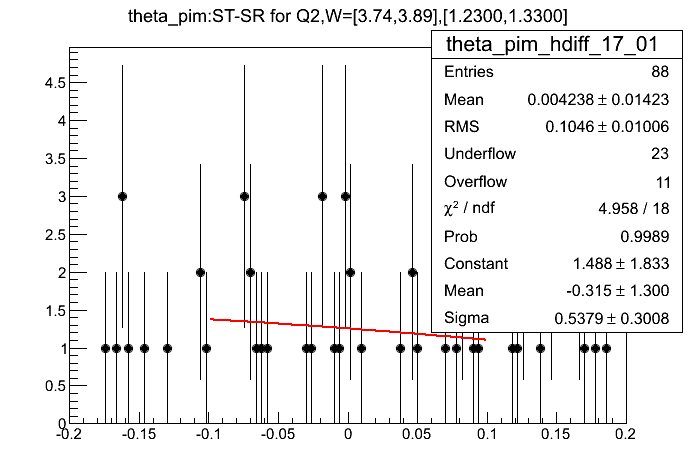 theta_pim:ST-SR for Q2,W=[3.74,3.89],[1.2300,1.3300]
theta_pim_hdiff_17_01
Entries 88
Mean 0.004238 ± 0.01423
RMS 0.1046 ± 0.01006
Underflow 23
Overflow 11
χ² / ndf 4.958 / 18
Prob 0.9989
Constant 1.488 ± 1.833
Mean -0.315 ± 1.300
Sigma 0.5379 ± 0.3008
4.5
4
3.5
3
2.5
2
1.5
1
0.5
0
-0.2 -0.15 -0.1 -0.05 0 0.05 0.1 0.15 0.2